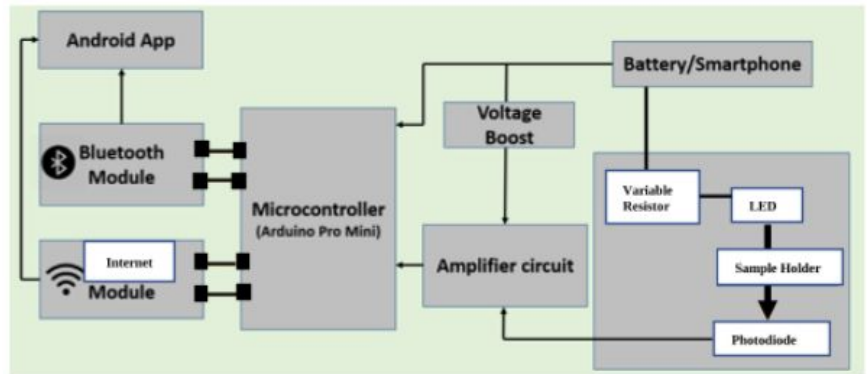 Android App
Bluetooth
Module
Internet
Module
Microcontroller
(Arduino Pro Mini)
Voltage
Boost
Amplifier circuit
Battery/Smartphone
Variable
Resistor
LED
Sample Holder
Photodiode